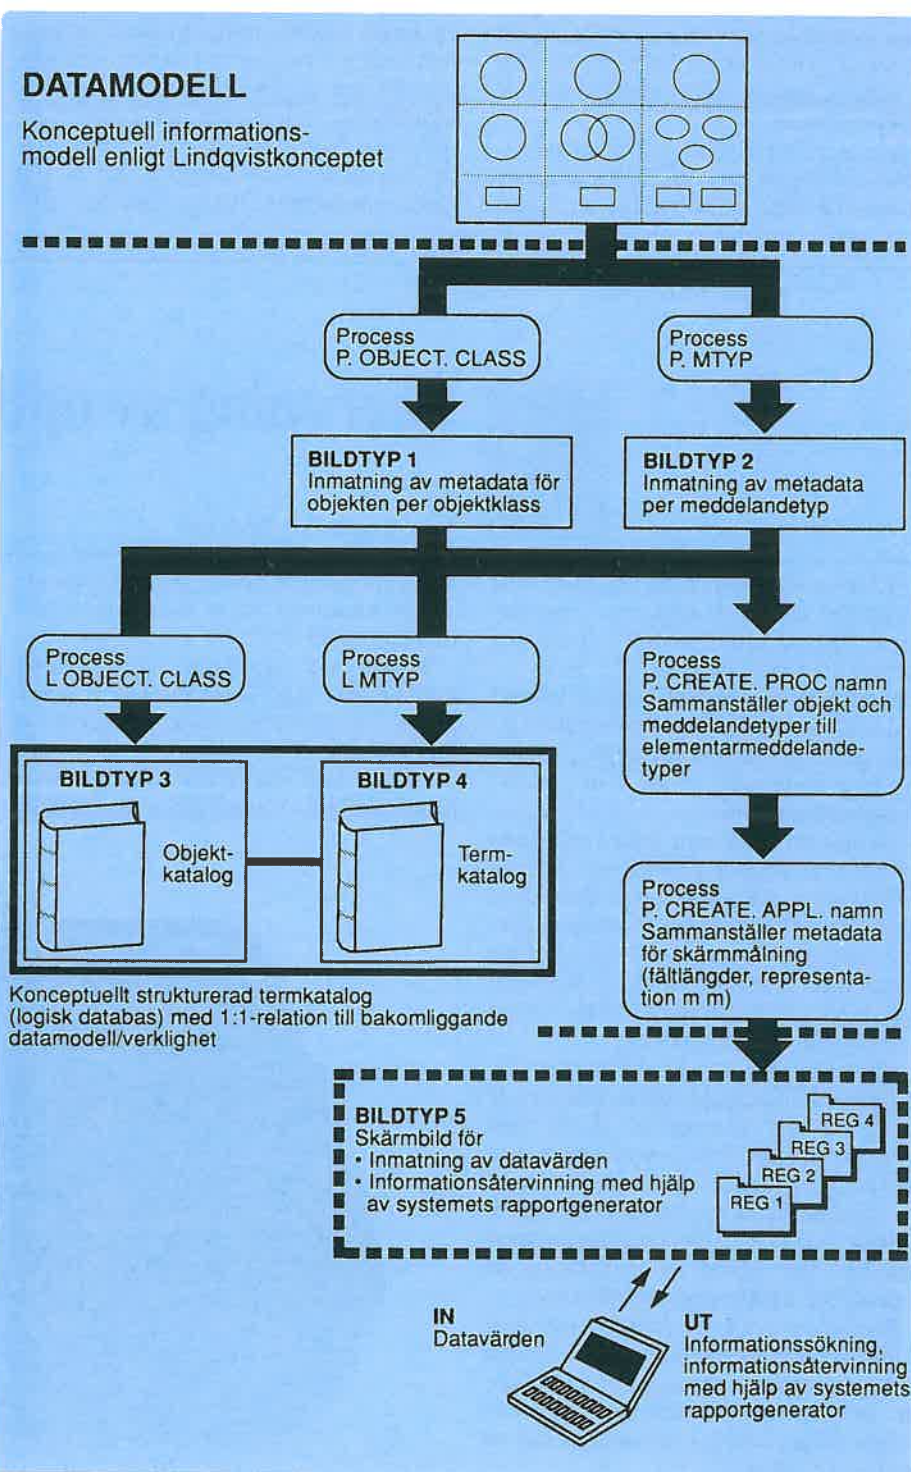 DATAMODELL
Konceptuell informations-
modell enligt Lindqvistkonceptet
Process
P. OBJECT. CLASS
Process
P. MTYP
BILDTYP 1
Inmatning av metadata för
objekten per objektklass
BILDTYP 2
Inmatning av metadata
per meddelandetyp
Process
L OBJECT. CLASS
Process
L MTYP
Process
P. CREATE. PROC namn
Sammanställer objekt och
meddelandetyper till
elementarmeddelande-
typer
BILDTYP 3
Objekt-
katalog
BILDTYP 4
Term-
katalog
Process
P. CREATE. APPL. namn
Sammanställer metadata
för skärmmålning
(fältlängder, representa-
tion m m)
Konceptuellt strukturerad termkatalog
(logisk databas) med 1:1-relation till bakomliggande
datamodell/verklighet
BILDTYP 5
Skärmbild för
• Inmatning av datavärden
• Informationsåtervinning med hjälp
av systemets rapportgenerator
REG 4
REG 3
REG 2
REG 1
IN
Datavärden
UT
Informationssökning,
informationsåtervinning
med hjälp av systemets
rapportgenerator